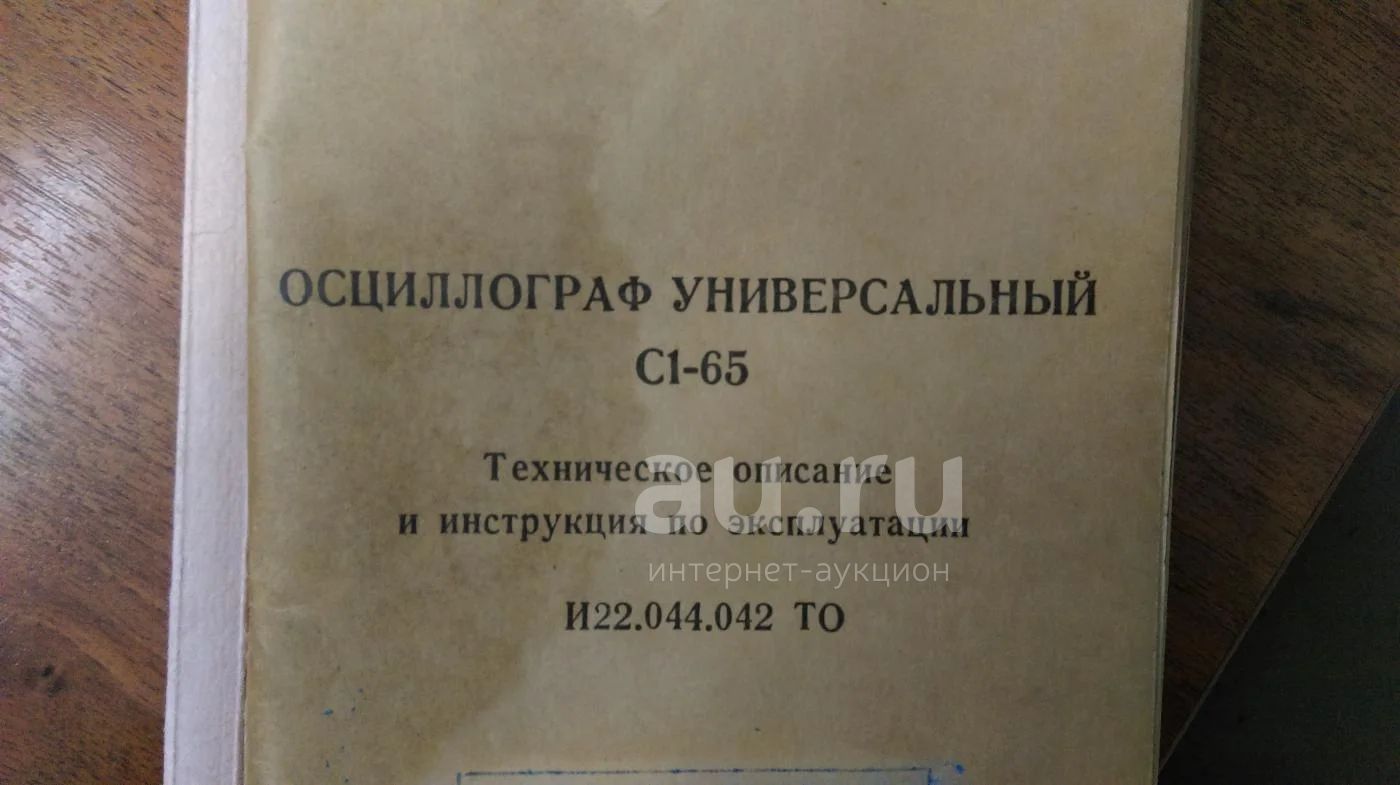 ОСЦИЛЛОГРАФ УНИВЕРСАЛЬНЫЙ
С1-65
Техническое описание
au.ru
и инструкция по эксплуатации
интернет-аукцион
И22.044.042 ТО